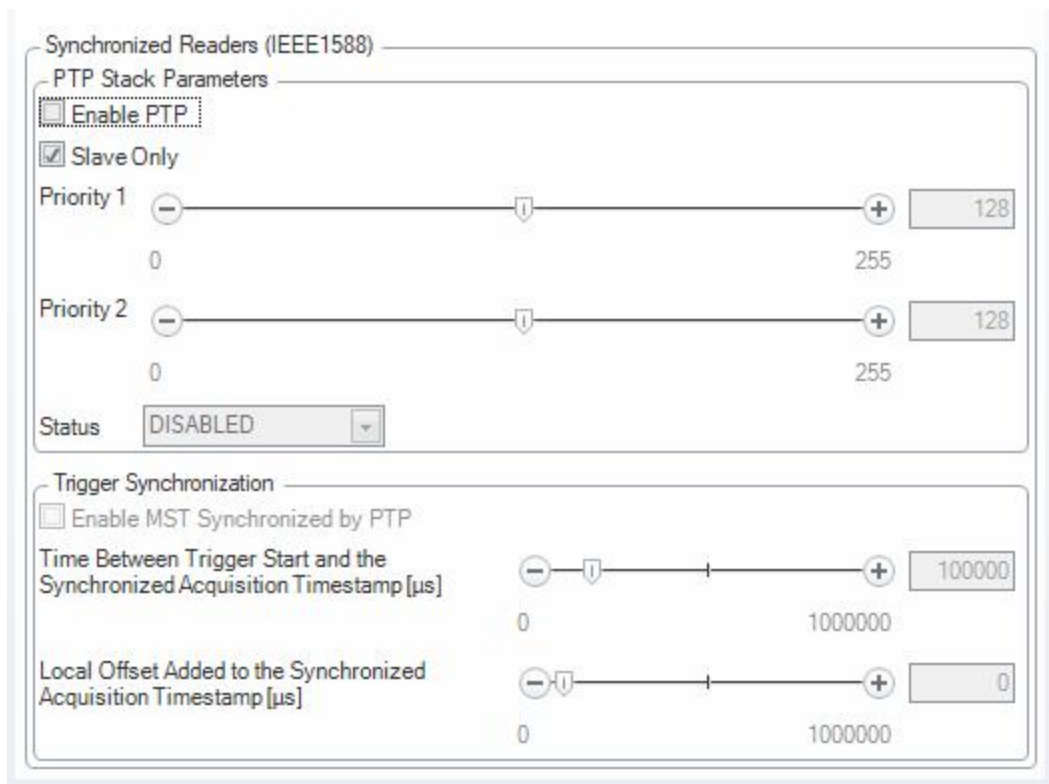 Synchronized Readers (IEEE1588)
PTP Stack Parameters
Enable PTP
Slave Only
Priority 1
128
0 255
Priority 2
128
0 255
Status DISABLED
Trigger Synchronization
Enable MST Synchronized by PTP
Time Between Trigger Start and the
Synchronized Acquisition Timestamp [µs]
100000
0 1000000
Local Offset Added to the Synchronized
Acquisition Timestamp [µs]
0
0 1000000